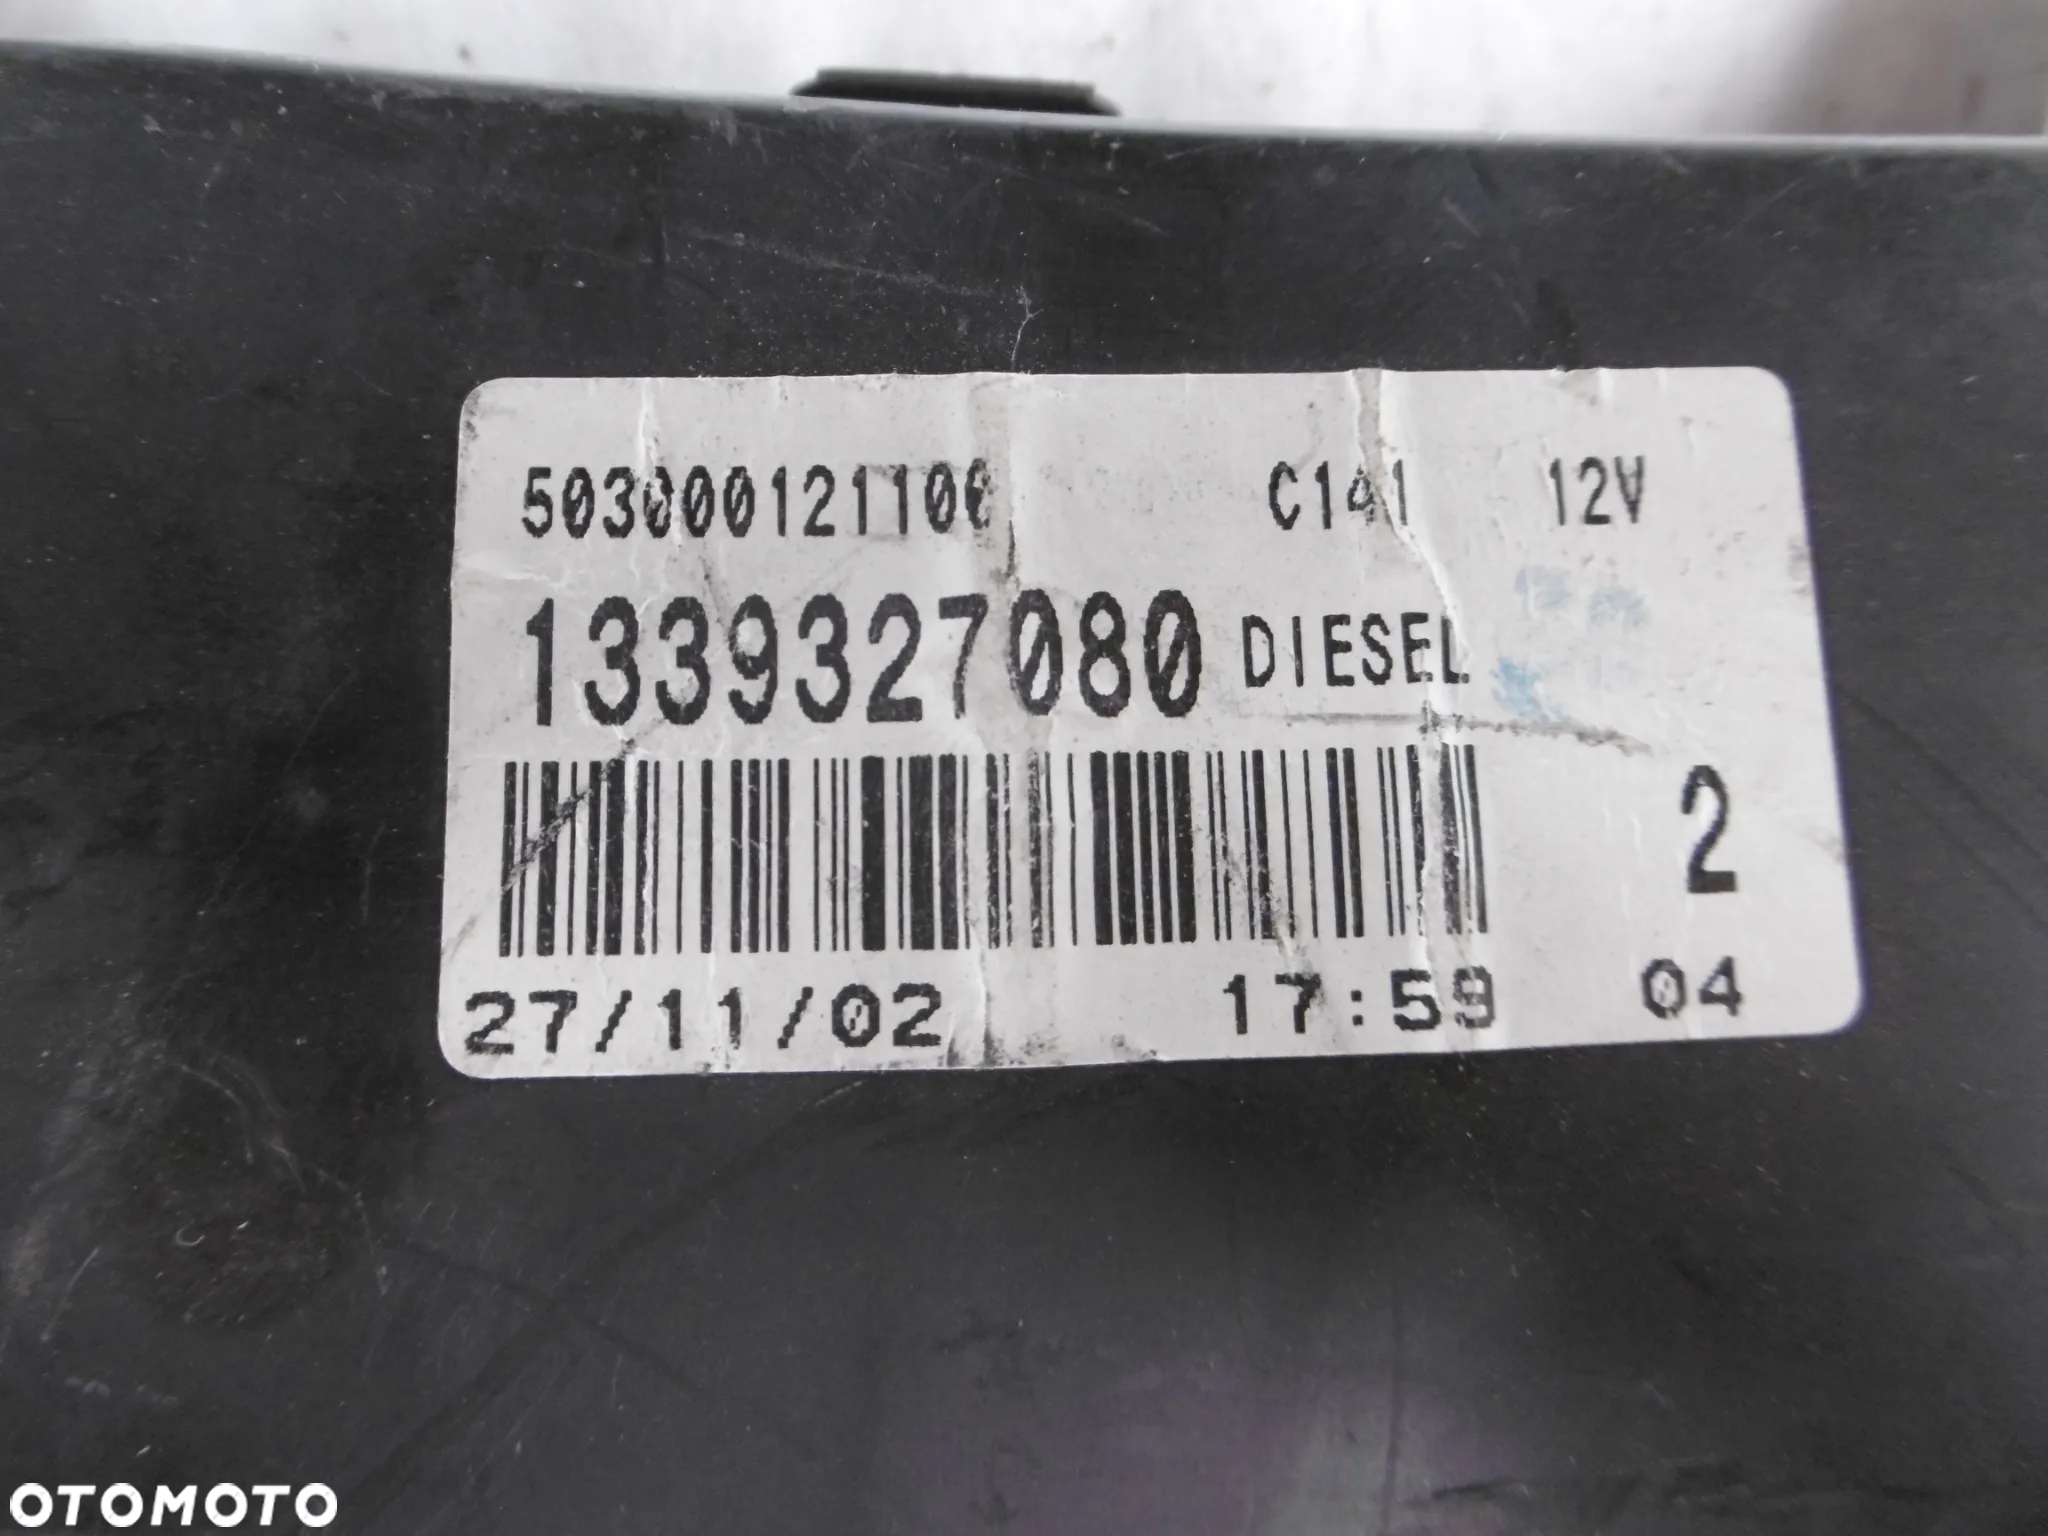 503000121100 C141 12V
1339327080 DIESEL
2
27/11/02 17:59 04
OTOMOTO